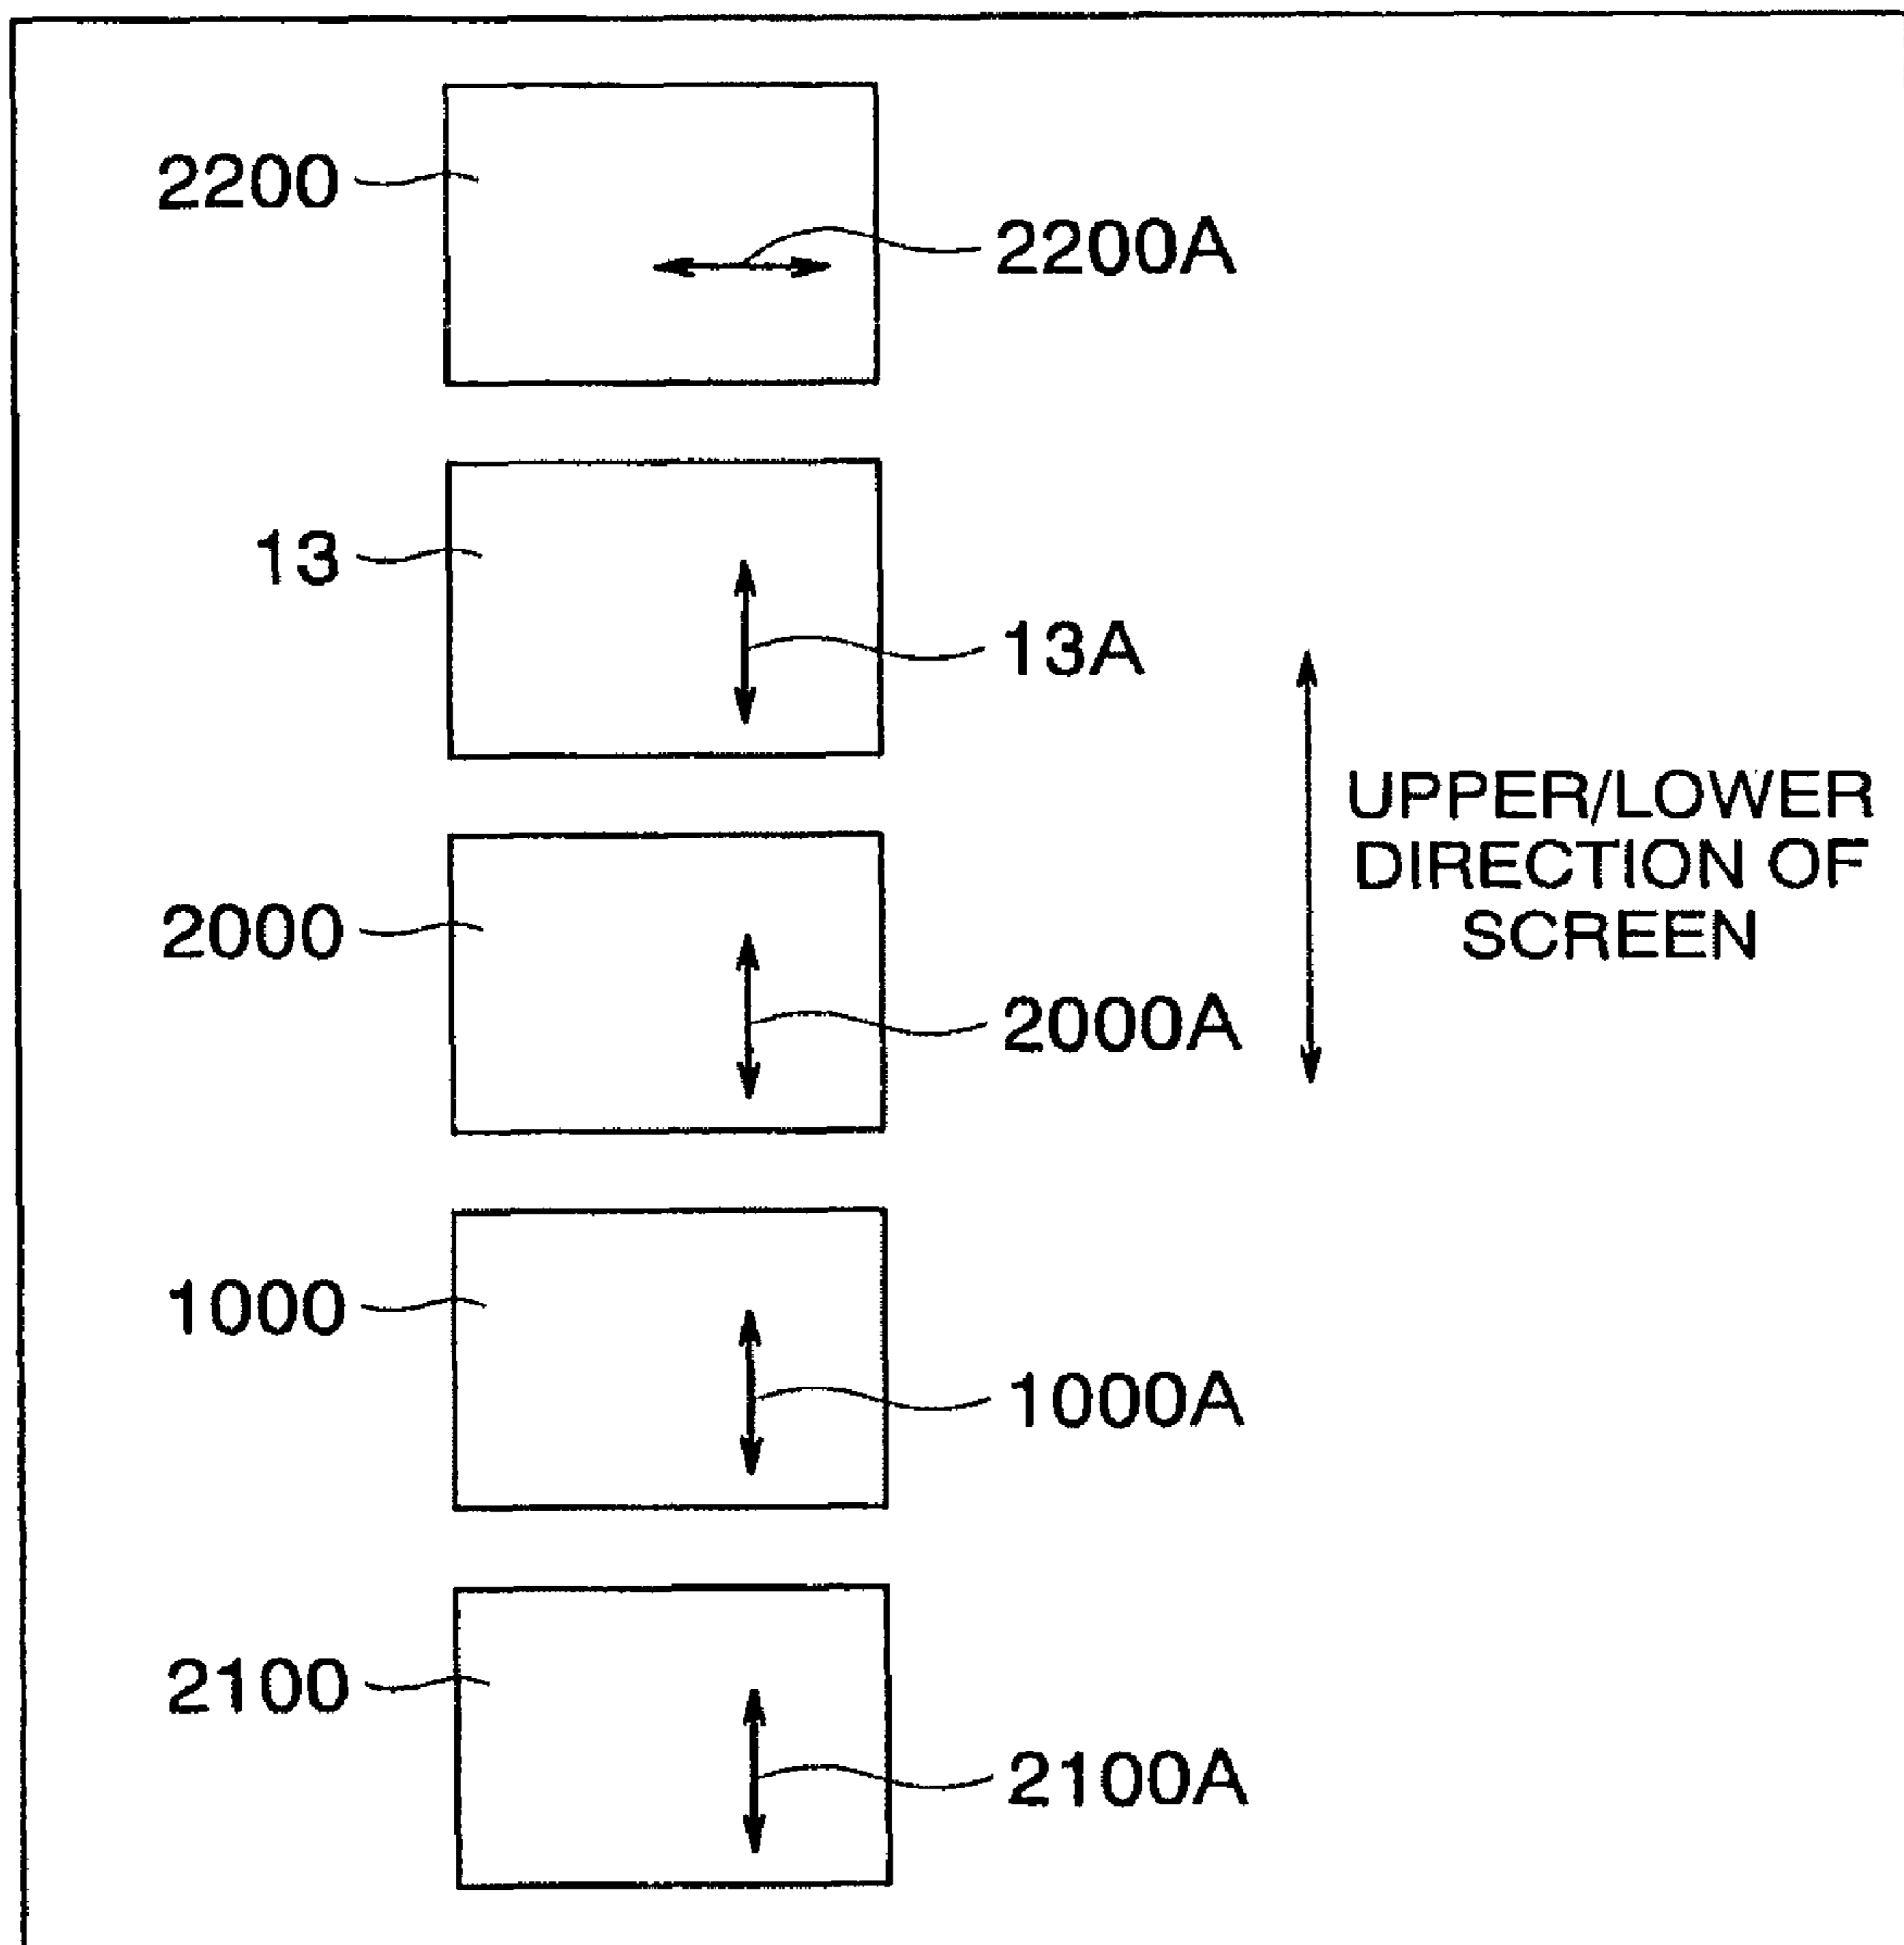 2200
2200A
13
13A
UPPER/LOWER
DIRECTION OF
SCREEN
2000
2000A
1000
1000A
2100
2100A